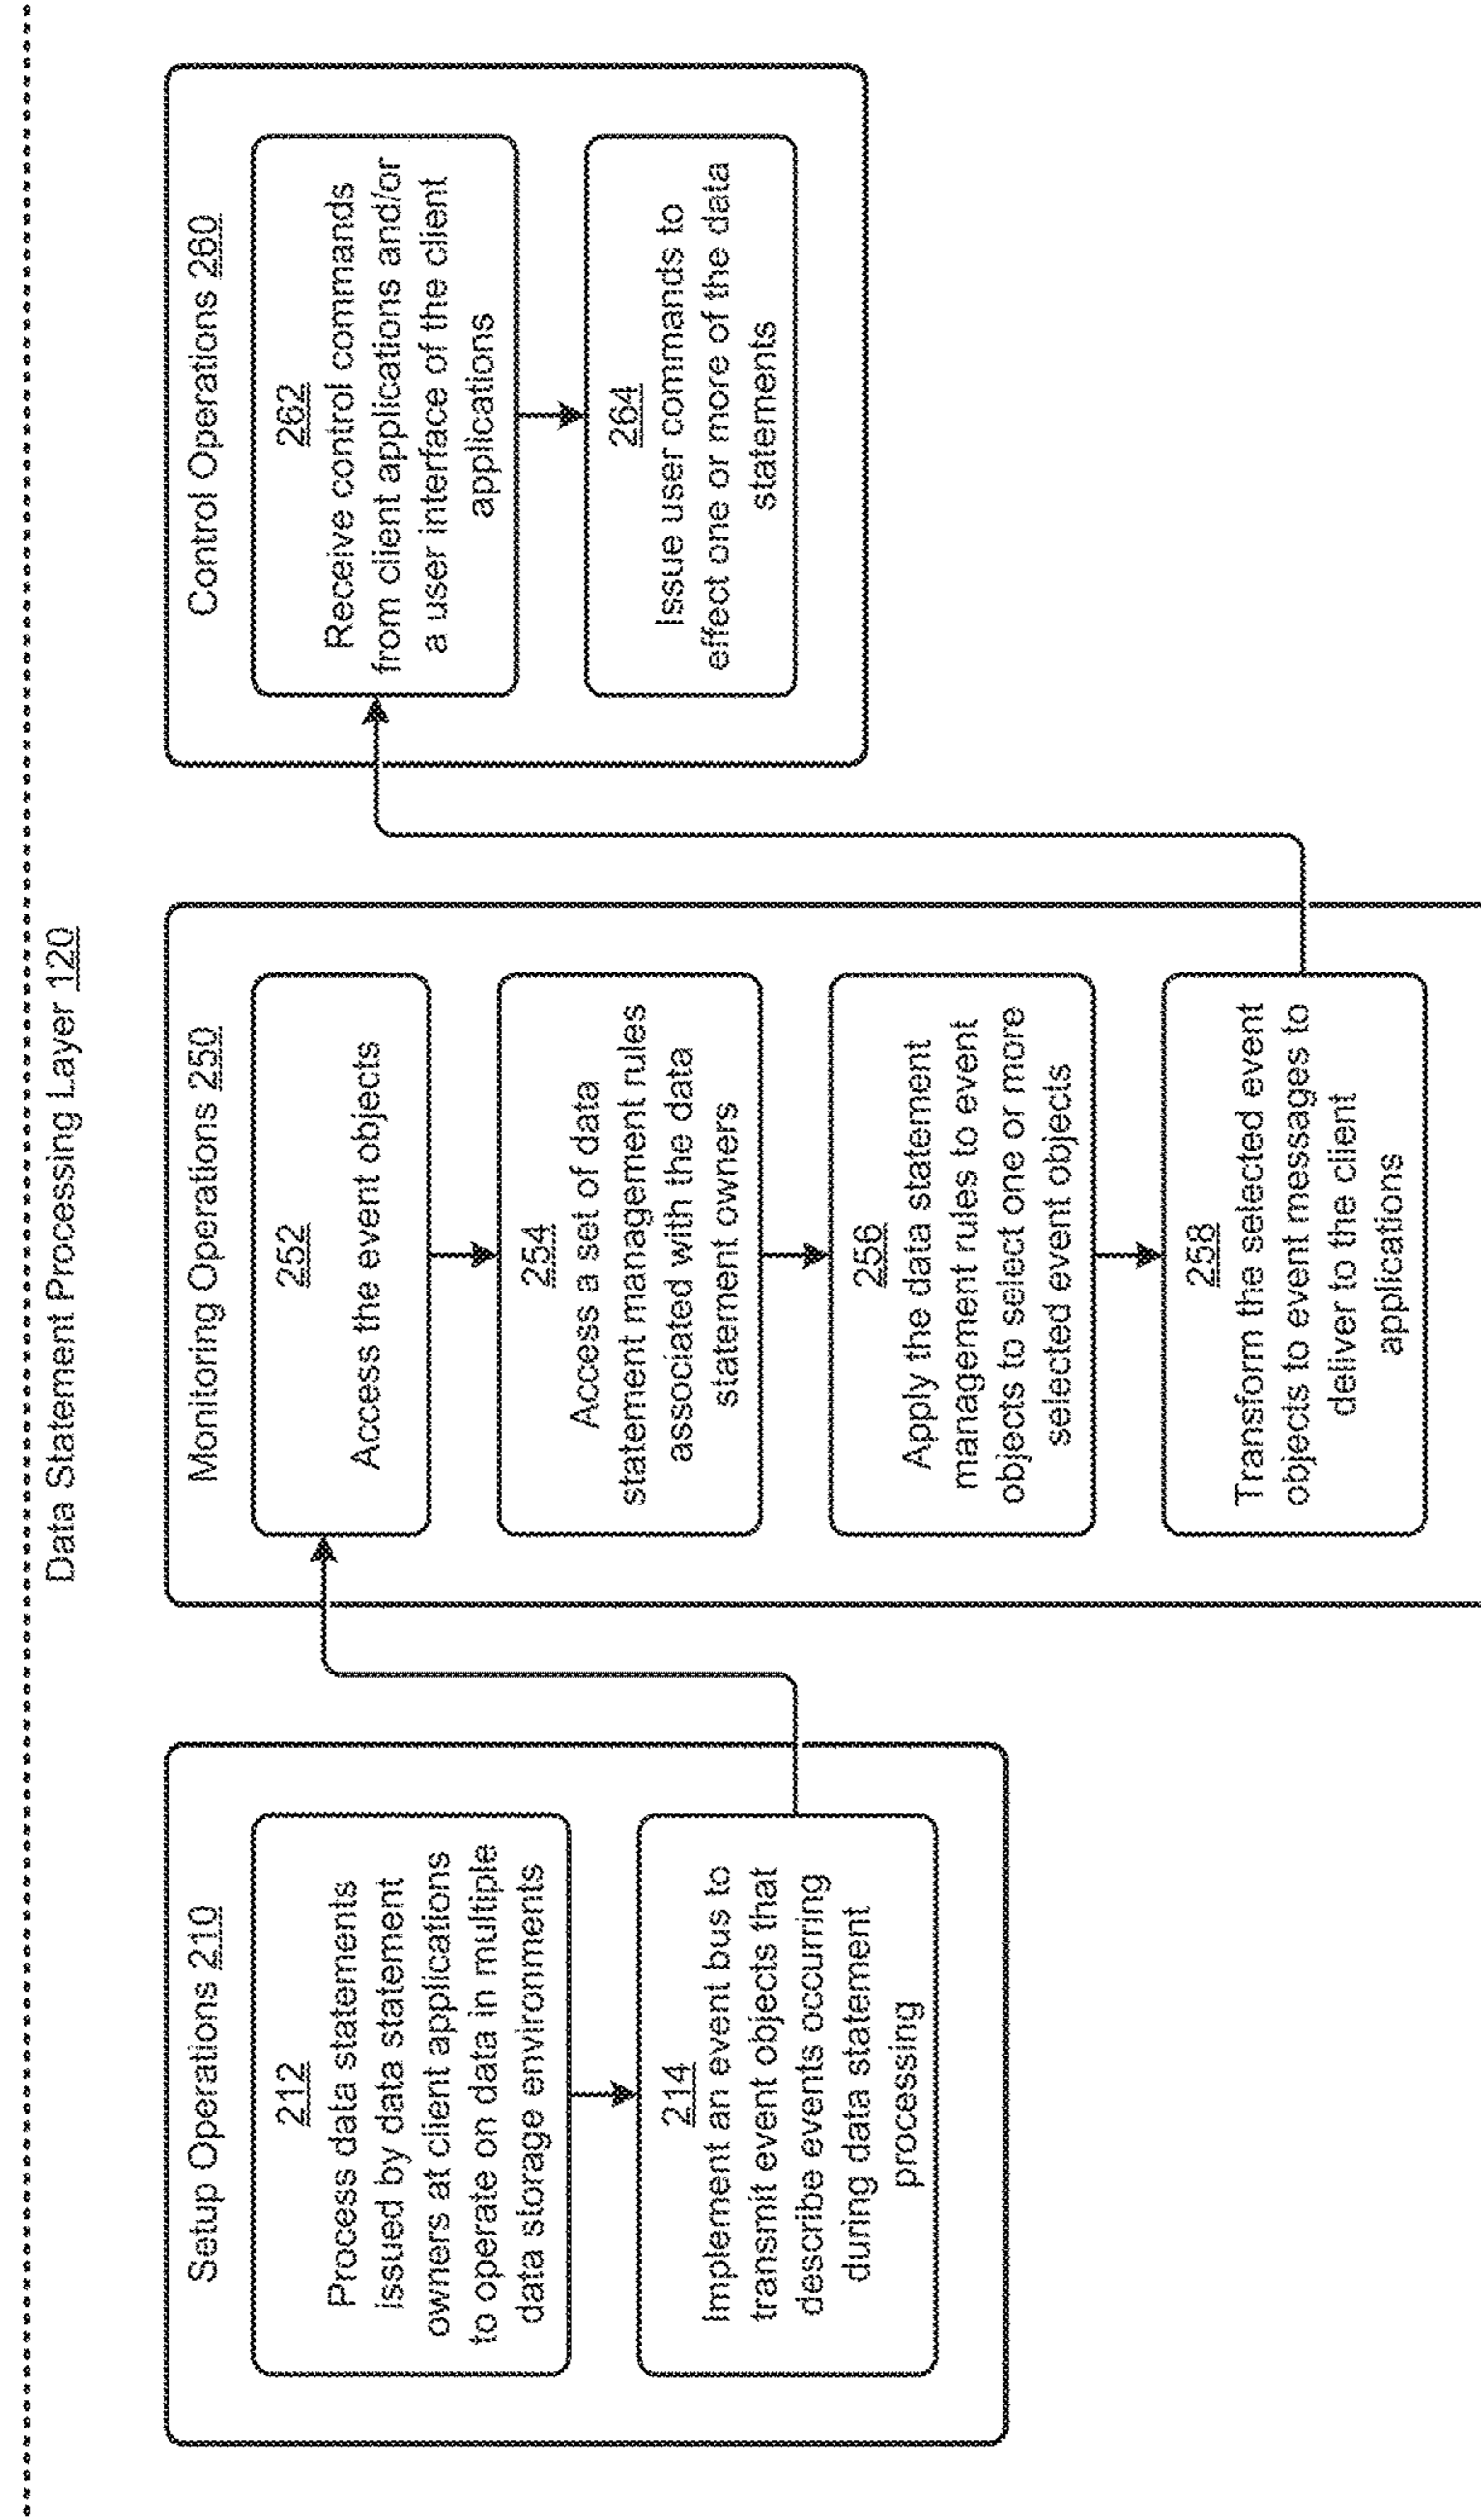 Data Statement Processing Layer 120
Setup Operations 210
212
Process data statements
issued by data statement
owners at client applications
to operate on data in multiple
data storage environments
214
Implement an event bus to
transmit event objects that
describe events occurring
during data statement
processing
Monitoring Operations 250
252
Access the event objects
254
Access a set of data
statement management rules
associated with the data
statement owners
256
Apply the data statement
management rules to event
objects to select one or more
selected event objects
258
Transform the selected event
objects to event messages to
deliver to the client
applications
Control Operations 260
262
Receive control commands
from client applications and/or
a user interface of the client
applications
264
Issue user commands to
effect one or more of the data
statements